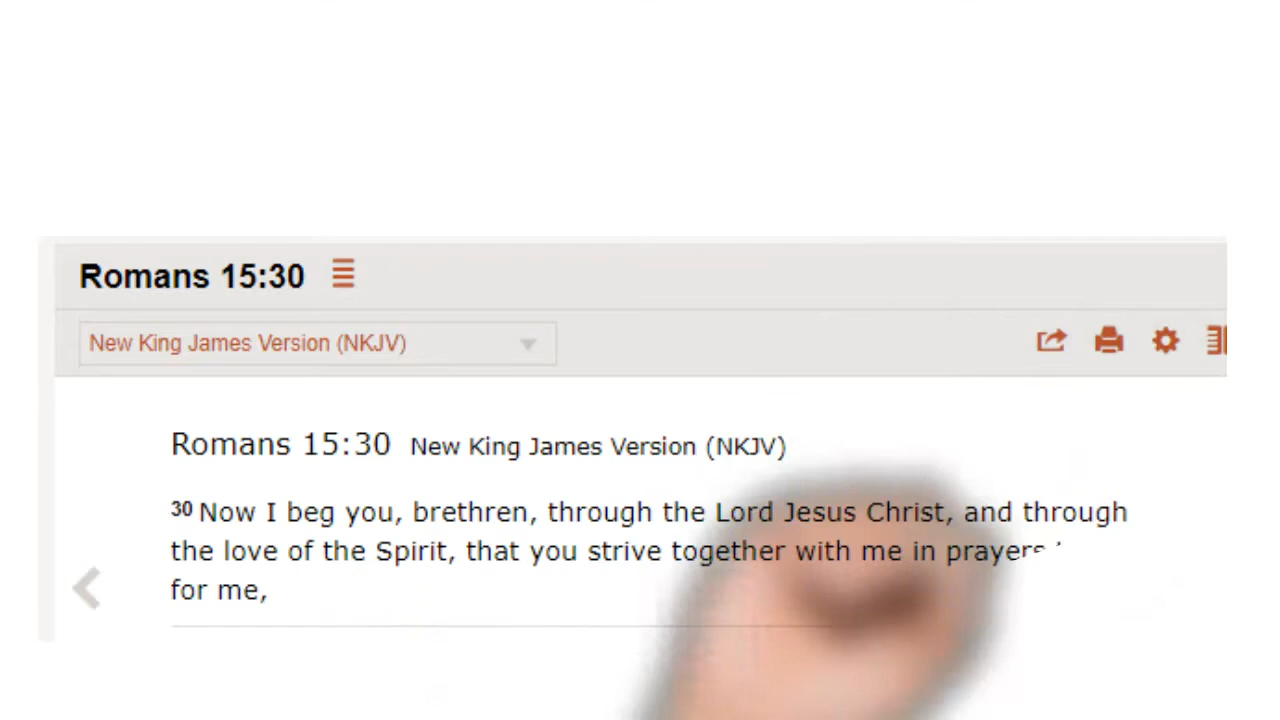 Romans 15:30
New King James Version (NKJV)
Romans 15:30 New King James Version (NKJV)
30 Now I beg you, brethren, through the Lord Jesus Christ, and through
the love of the Spirit, that you strive together with me in prayers
for me,